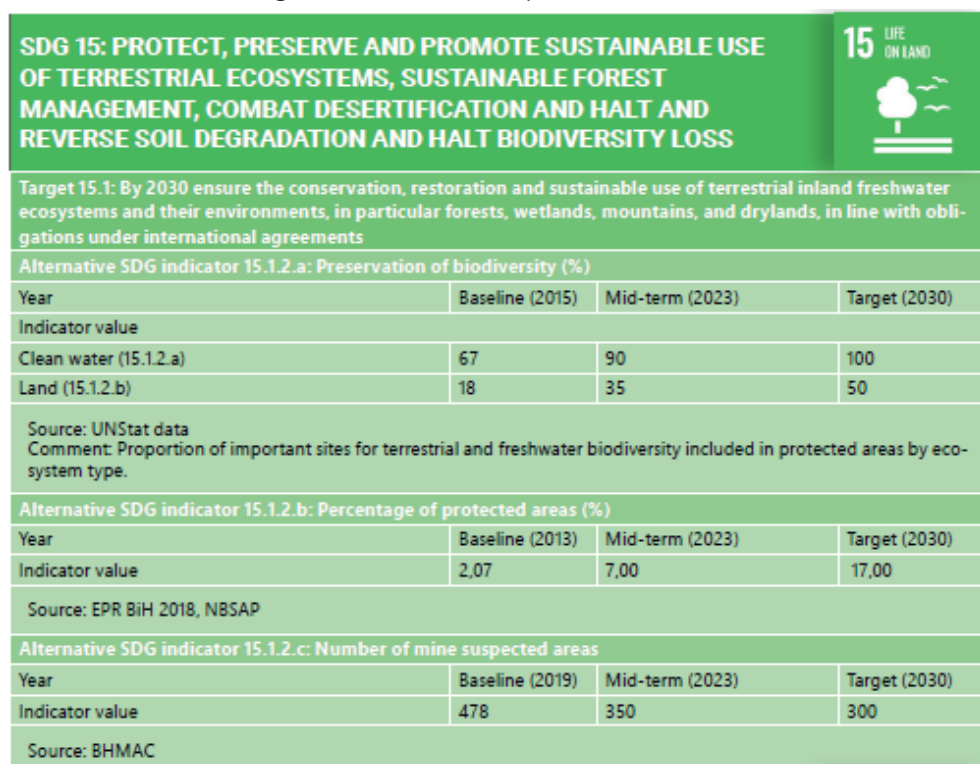 SDG 15: PROTECT, PRESERVE AND PROMOTE SUSTAINABLE USE
OF TERRESTRIAL ECOSYSTEMS, SUSTAINABLE FOREST
MANAGEMENT, COMBAT DESERTIFICATION AND HALT AND
REVERSE SOIL DEGRADATION AND HALT BIODIVERSITY LOSS
15 LIFE
ON LAND
Target 15.1: By 2030 ensure the conservation, restoration and sustainable use of terrestrial inland freshwater
ecosystems and their environments, in particular forests, wetlands, mountains, and drylands, in line with obli-
gations under international agreements
Alternative SDG indicator 15.1.2.a: Preservation of biodiversity (%)
Year Baseline (2015) Mid-term (2023) Target (2030)
Indicator value
Clean water (15.1.2.a) 67 90 100
Land (15.1.2.b) 18 35 50
Source: UNStat data
Comment: Proportion of important sites for terrestrial and freshwater biodiversity included in protected areas by eco-
system type.
Alternative SDG indicator 15.1.2.b: Percentage of protected areas (%)
Year Baseline (2013) Mid-term (2023) Target (2030)
Indicator value 2,07 7,00 17,00
Source: EPR BiH 2018, NBSAP
Alternative SDG indicator 15.1.2.c: Number of mine suspected areas
Year Baseline (2019) Mid-term (2023) Target (2030)
Indicator value 478 350 300
Source: BHMAC